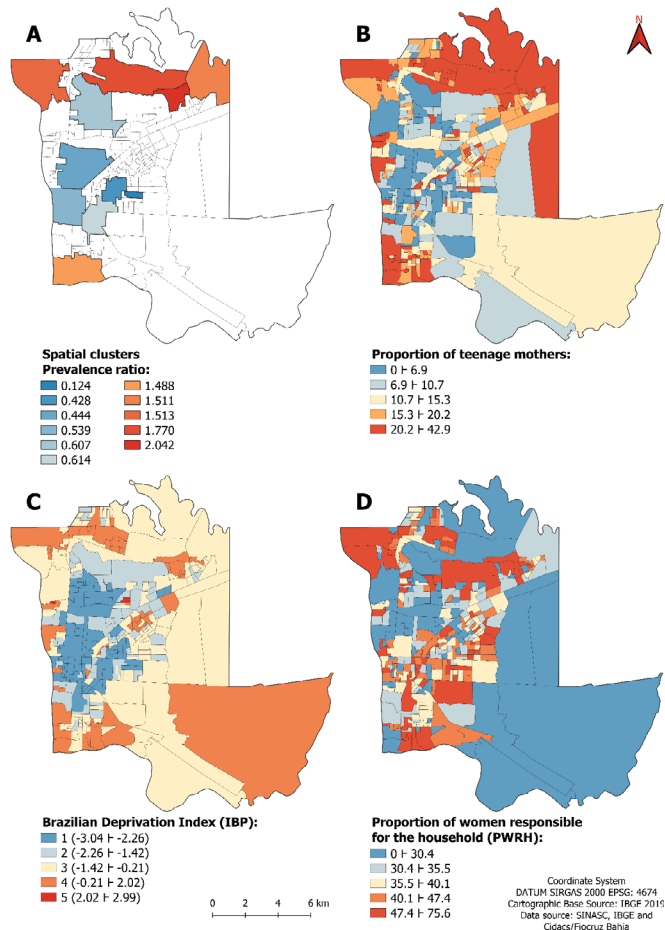 A
B
N
Spatial clusters
Prevalence ratio:
0.124
0.428
0.444
0.539
0.607
0.614
1.488
1.511
1.513
1.770
2.042
Proportion of teenage mothers:
0 Ⱶ 6.9
6.9 Ⱶ 10.7
10.7 Ⱶ 15.3
15.3 Ⱶ 20.2
20.2 Ⱶ 42.9
C
D
Brazilian Deprivation Index (IBP):
1 (-3.04 Ⱶ -2.26)
2 (-2.26 Ⱶ -1.42)
3 (-1.42 Ⱶ -0.21)
4 (-0.21 Ⱶ 2.02)
5 (2.02 Ⱶ 2.99)
0 2 4 6 km
Proportion of women responsible
for the household (PWRH):
0 Ⱶ 30.4
30.4 Ⱶ 35.5
35.5 Ⱶ 40.1
40.1 Ⱶ 47.4
47.4 Ⱶ 75.6
Coordinate System
DATUM SIRGAS 2000 EPSG: 4674
Cartographic Base Source: IBGE 2019
Data source: SINASC, IBGE and
Cidacs/Fiocruz Bahia